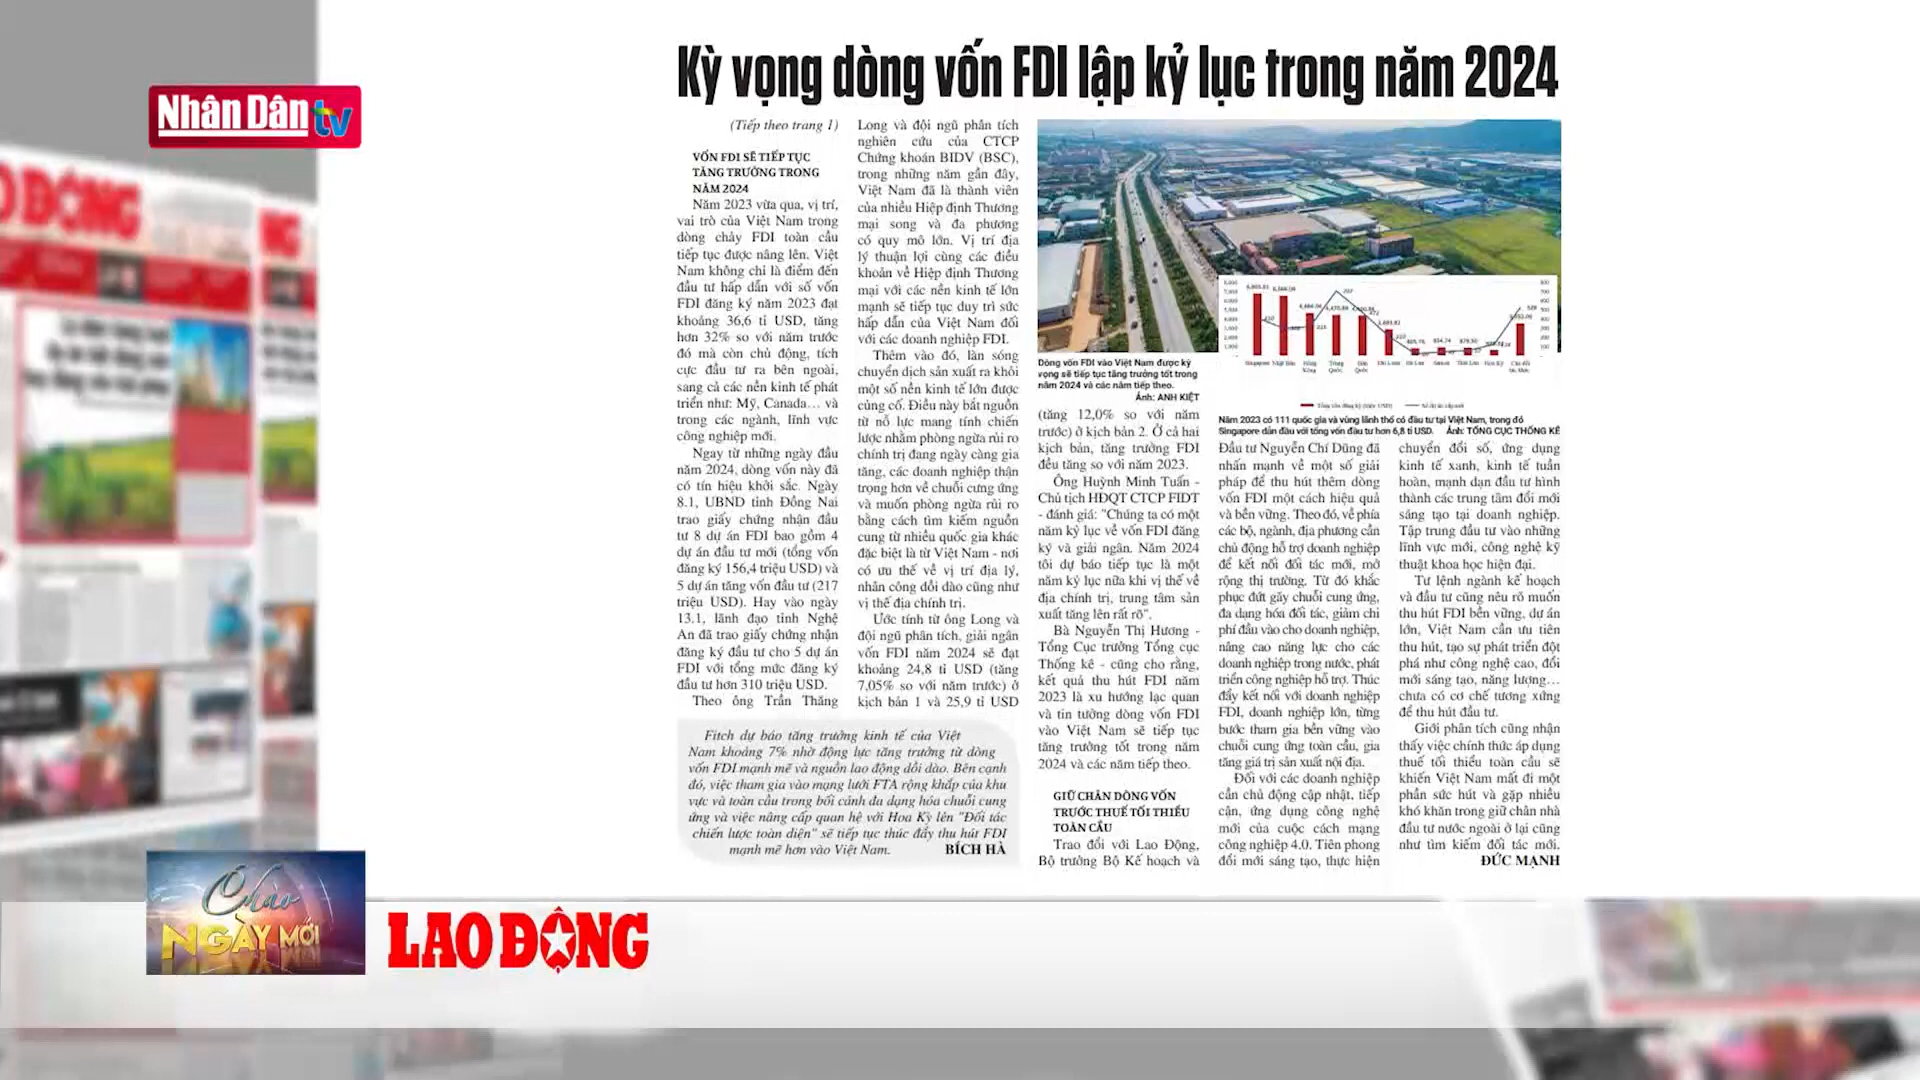 Nhân Dân tv
Kỳ vọng dòng vốn FDI lập kỷ lục trong năm 2024
(Tiếp theo trang 1)
VỐN FDI SẼ TIẾP TỤC
TĂNG TRƯỞNG TRONG
NĂM 2024
Năm 2023 vừa qua, vị trí,
vai trò của Việt Nam trong
dòng chảy FDI toàn cầu
tiếp tục được nâng lên. Việt
Nam không chỉ là điểm đến
đầu tư hấp dẫn với số vốn
FDI đăng ký năm 2023 đạt
khoảng 36,6 tỉ USD, tăng
hơn 32% so với năm trước
đó mà còn chủ động, tích
cực đầu tư ra bên ngoài,
sang cả các nền kinh tế phát
triển như: Mỹ, Canada... và
trong các ngành, lĩnh vực
công nghiệp mới.
Ngay từ những ngày đầu
năm 2024, dòng vốn này đã
có tín hiệu khởi sắc. Ngày
8.1, UBND tỉnh Đồng Nai
trao giấy chứng nhận đầu
tư 8 dự án FDI bao gồm 4
dự án đầu tư mới (tổng vốn
đăng ký 156,4 triệu USD) và
5 dự án tăng vốn đầu tư (217
triệu USD). Hay vào ngày
13.1, lãnh đạo tỉnh Nghệ
An đã trao giấy chứng nhận
đăng ký đầu tư cho 5 dự án
FDI với tổng mức đăng ký
đầu tư hơn 310 triệu USD.
Theo ông Trần Thăng
Long và đội ngũ phân tích
nghiên cứu của CTCP
Chứng khoán BIDV (BSC),
trong những năm gần đây,
Việt Nam đã là thành viên
của nhiều Hiệp định Thương
mại song và đa phương
có quy mô lớn. Vị trí địa
lý thuận lợi cùng các điều
khoản về Hiệp định Thương
mại với các nền kinh tế lớn
mạnh sẽ tiếp tục duy trì sức
hấp dẫn của Việt Nam đối
với các doanh nghiệp FDI.
Thêm vào đó, làn sóng
chuyển dịch sản xuất ra khỏi
một số nền kinh tế lớn được
củng cố. Điều này bắt nguồn
từ nỗ lực mang tính chiến
lược nhằm phòng ngừa rủi ro
chính trị đang ngày càng gia
tăng, các doanh nghiệp thận
trọng hơn về chuỗi cung ứng
và muốn phòng ngừa rủi ro
bằng cách tìm kiếm nguồn
cung từ nhiều quốc gia khác
đặc biệt là từ Việt Nam - nơi
có ưu thế về vị trí địa lý,
nhân công dồi dào cũng như
vị thế địa chính trị.
Ước tính từ ông Long và
đội ngũ phân tích, giải ngân
vốn FDI năm 2024 sẽ đạt
khoảng 24,8 tỉ USD (tăng
7,05% so với năm trước) ở
kịch bản 1 và 25,9 tỉ USD
Fitch dự báo tăng trưởng kinh tế của Việt
Nam khoảng 7% nhờ động lực tăng trưởng từ dòng
vốn FDI mạnh mẽ và nguồn lao động dồi dào. Bên cạnh
đó, việc tham gia vào mạng lưới FTA rộng khắp của khu
vực và toàn cầu trong bối cảnh đa dạng hóa chuỗi cung
ứng và việc nâng cấp quan hệ với Hoa Kỳ lên "Đối tác
chiến lược toàn diện" sẽ tiếp tục thúc đẩy thu hút FDI
mạnh mẽ hơn vào Việt Nam. BÍCH HÀ
Dòng vốn FDI vào Việt Nam được kỳ
vọng sẽ tiếp tục tăng trưởng tốt trong
năm 2024 và các năm tiếp theo.
Ảnh: ANH KIỆT
Năm 2023 có 111 quốc gia và vùng lãnh thổ có đầu tư tại Việt Nam, trong đó
Singapore dẫn đầu với tổng vốn đầu tư hơn 6,8 tỉ USD. Ảnh: TỔNG CỤC THỐNG KÊ
(tăng 12,0% so với năm
trước) ở kịch bản 2. Ở cả hai
kịch bản, tăng trưởng FDI
đều tăng so với năm 2023.
Ông Huỳnh Minh Tuấn -
Chủ tịch HĐQT CTCP FIDT
- đánh giá: "Chúng ta có một
năm kỷ lục về vốn FDI đăng
ký và giải ngân. Năm 2024
tôi dự báo tiếp tục là một
năm kỷ lục nữa khi vị thế về
địa chính trị, trung tâm sản
xuất tăng lên rất rõ".
Bà Nguyễn Thị Hương -
Tổng Cục trưởng Tổng cục
Thống kê - cũng cho rằng,
kết quả thu hút FDI năm
2023 là xu hướng lạc quan
và tin tưởng dòng vốn FDI
vào Việt Nam sẽ tiếp tục
tăng trưởng tốt trong năm
2024 và các năm tiếp theo.
GIỮ CHÂN DÒNG VỐN
TRƯỚC THUẾ TỐI THIỂU
TOÀN CẦU
Trao đổi với Lao Động,
Bộ trưởng Bộ Kế hoạch và
Đầu tư Nguyễn Chí Dũng đã
nhấn mạnh về một số giải
pháp để thu hút thêm dòng
vốn FDI một cách hiệu quả
và bền vững. Theo đó, về phía
các bộ, ngành, địa phương cần
chủ động hỗ trợ doanh nghiệp
để kết nối đối tác mới, mở
rộng thị trường. Từ đó khắc
phục đứt gãy chuỗi cung ứng,
đa dạng hóa đối tác, giảm chi
phí đầu vào cho doanh nghiệp,
nâng cao năng lực cho các
doanh nghiệp trong nước, phát
triển công nghiệp hỗ trợ. Thúc
đẩy kết nối với doanh nghiệp
FDI, doanh nghiệp lớn, từng
bước tham gia bền vững vào
chuỗi cung ứng toàn cầu, gia
tăng giá trị sản xuất nội địa.
Đối với các doanh nghiệp
cần chủ động cập nhật, tiếp
cận, ứng dụng công nghệ
mới của cuộc cách mạng
công nghiệp 4.0. Tiên phong
đổi mới sáng tạo, thực hiện
chuyển đổi số, ứng dụng
kinh tế xanh, kinh tế tuần
hoàn, mạnh dạn đầu tư hình
thành các trung tâm đổi mới
sáng tạo tại doanh nghiệp.
Tập trung đầu tư vào những
lĩnh vực mới, công nghệ kỹ
thuật khoa học hiện đại.
Tư lệnh ngành kế hoạch
và đầu tư cũng nêu rõ muốn
thu hút FDI bền vững, dự án
lớn, Việt Nam cần ưu tiên
thu hút, tạo sự phát triển đột
phá như công nghệ cao, đổi
mới sáng tạo, năng lượng...
chưa có cơ chế tương xứng
để thu hút đầu tư.
Giới phân tích cũng nhận
thấy việc chính thức áp dụng
thuế tối thiểu toàn cầu sẽ
khiến Việt Nam mất đi một
phần sức hút và gặp nhiều
khó khăn trong giữ chân nhà
đầu tư nước ngoài ở lại cũng
như tìm kiếm đối tác mới.
ĐỨC MẠNH
Chào
NGÀY MỚI
LAO ĐỘNG